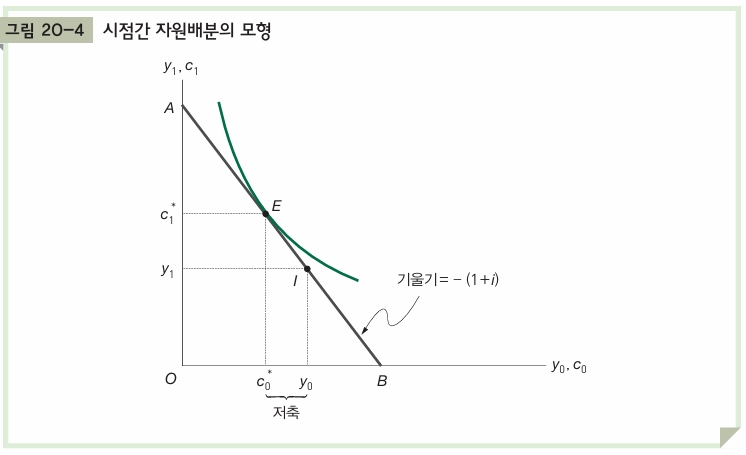 그림 20-4 시점간 자원배분의 모형
y₁, c₁
A
E
c₁*
y₁
I
기울기 = - (1+i)
O
c₀* y₀ B
y₀, c₀
저축